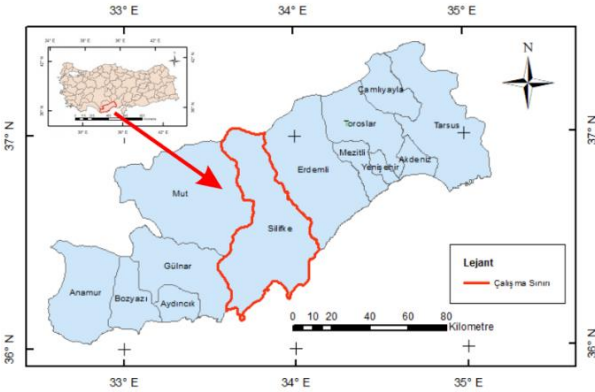 33° E
34° E
35° E
N
37° N
37° N
Çamlıyayla
Toroslar
Tarsus
Mezitli
Yenişehir
Akdeniz
Erdemli
Mut
Silifke
Gülnar
Anamur
Bozyazı
Aydıncık
Lejant
Çalışma Sınırı
0 5 10 20 40 60 80
Kilometre
36° N
36° N
33° E
34° E
35° E